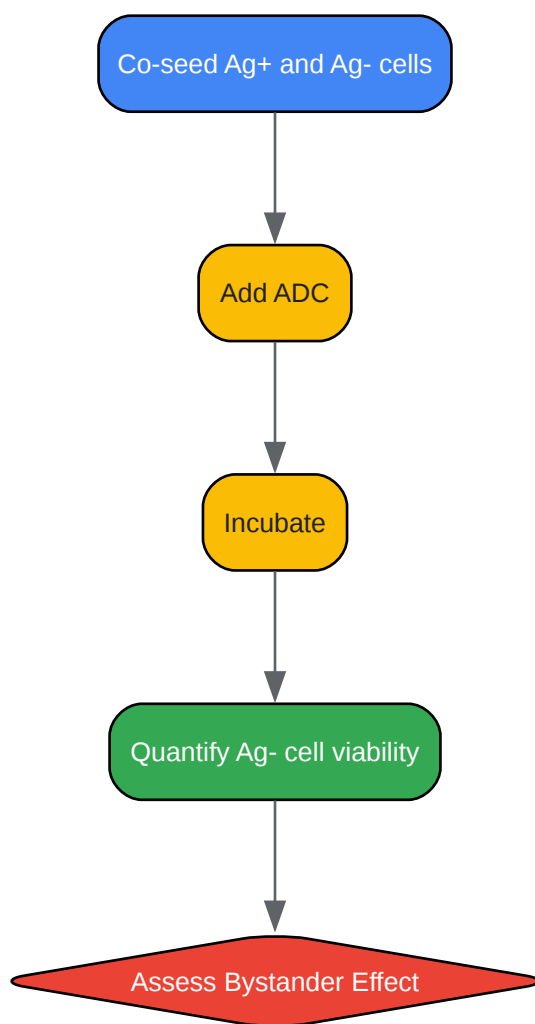 Co-seed Ag+ and Ag- cells
Add ADC
Incubate
Quantify Ag- cell viability
Assess Bystander Effect